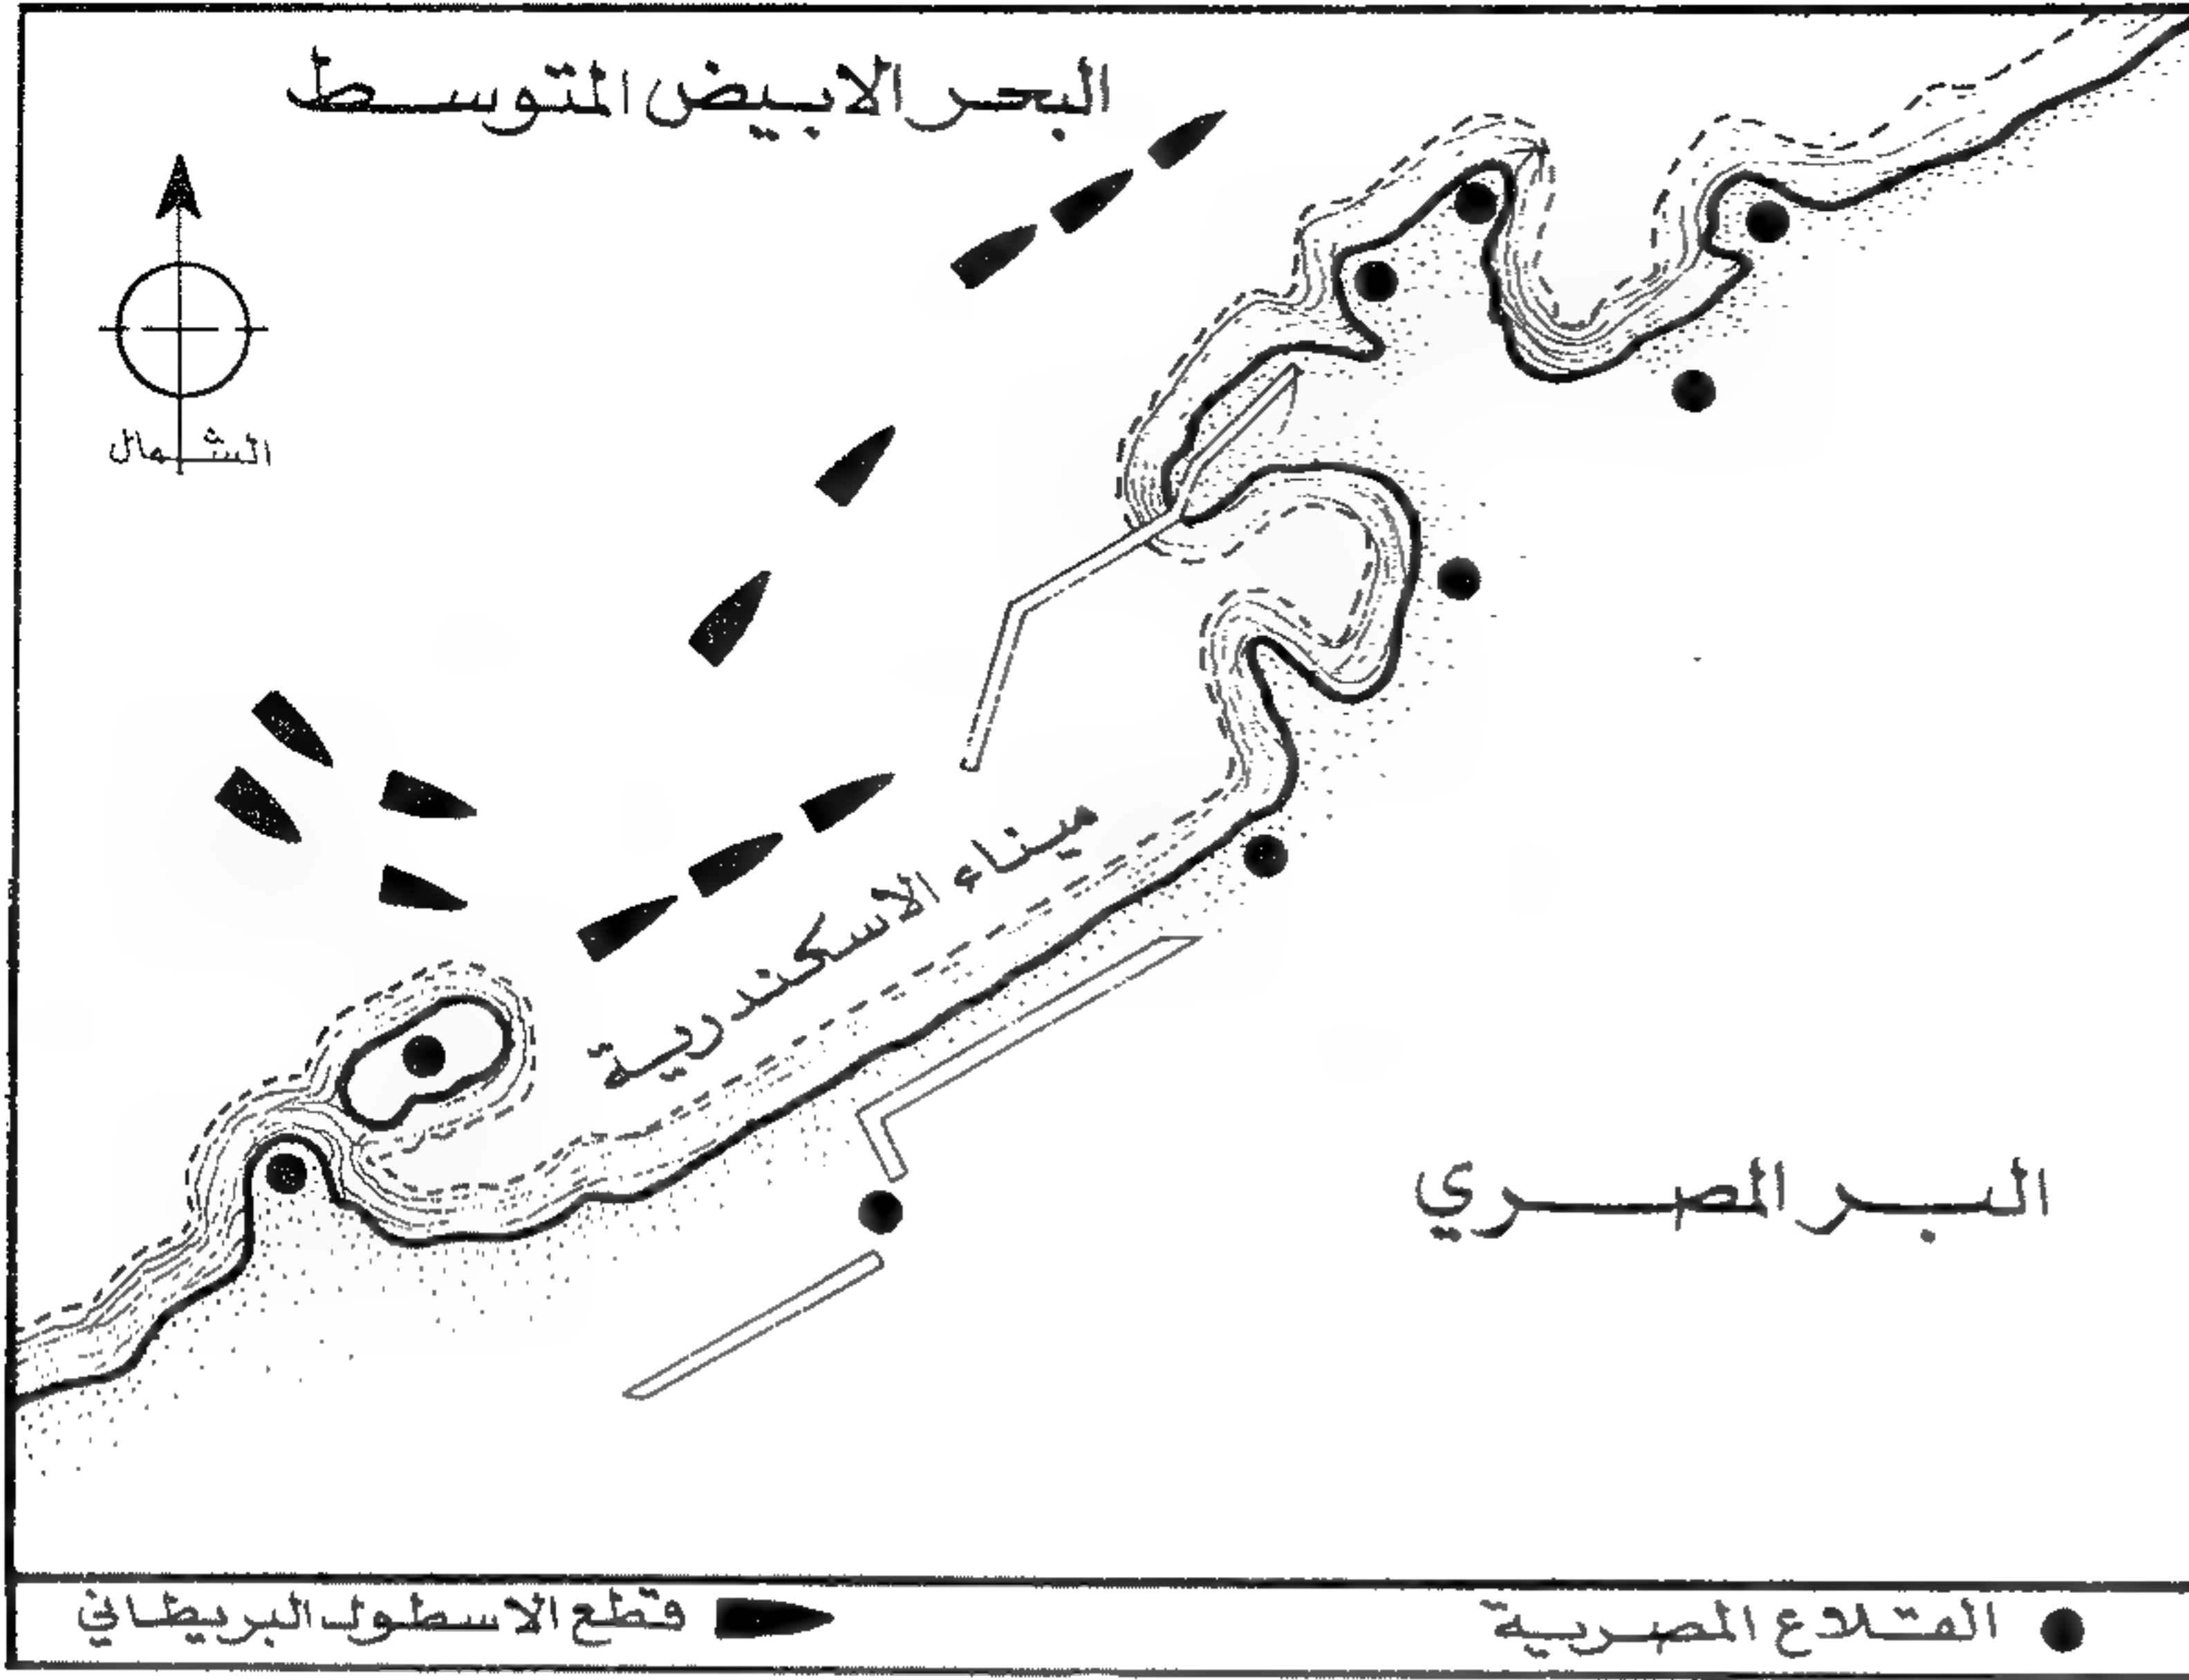 البحر الابيض المتوسط
الشمال
ميناء الاسكندرية
البر المصري
القلاع المصرية
قطع الاسطول البريطاني